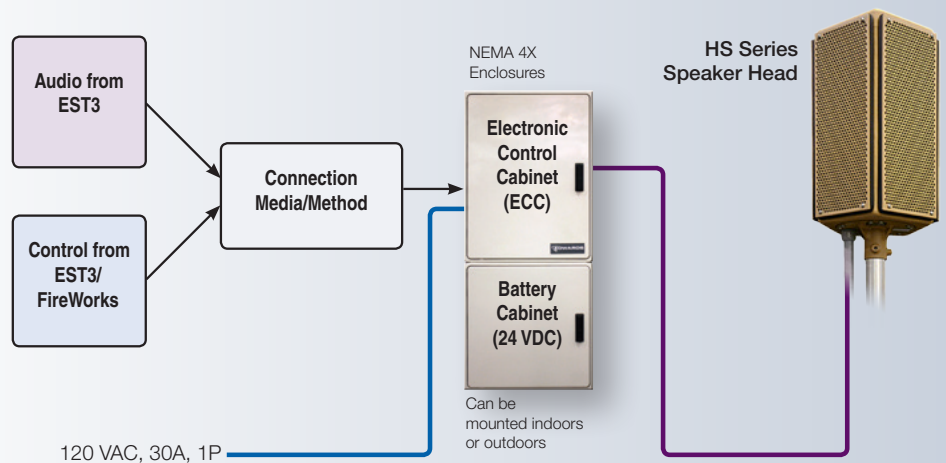 Audio from
EST3
Control from
EST3/
FireWorks
Connection
Media/Method
NEMA 4X
Enclosures
Electronic
Control
Cabinet
(ECC)
EDWARDS
Battery
Cabinet
(24 VDC)
Can be
mounted indoors
or outdoors
HS Series
Speaker Head
120 VAC, 30A, 1P